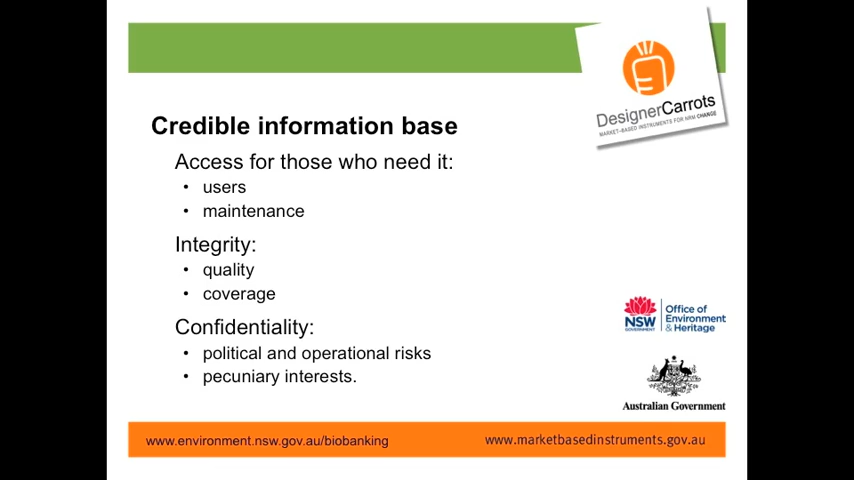 DesignerCarrots
MARKET-BASED INSTRUMENTS FOR NRM CHANGE
Credible information base
Access for those who need it:
• users
• maintenance
Integrity:
• quality
• coverage
Confidentiality:
• political and operational risks
• pecuniary interests.
NSW
GOVERNMENT
Office of
Environment
& Heritage
Australian Government
www.environment.nsw.gov.au/biobanking
www.marketbasedinstruments.gov.au